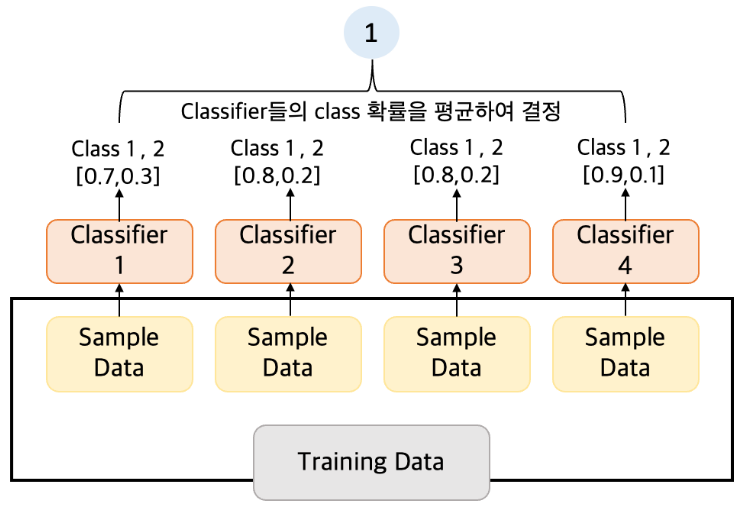 1
Classifier들의 class 확률을 평균하여 결정
Class 1 , 2
[0.7,0.3]
Class 1 , 2
[0.8,0.2]
Class 1 , 2
[0.8,0.2]
Class 1 , 2
[0.9,0.1]
Classifier
1
Classifier
2
Classifier
3
Classifier
4
Sample
Data
Sample
Data
Sample
Data
Sample
Data
Training Data